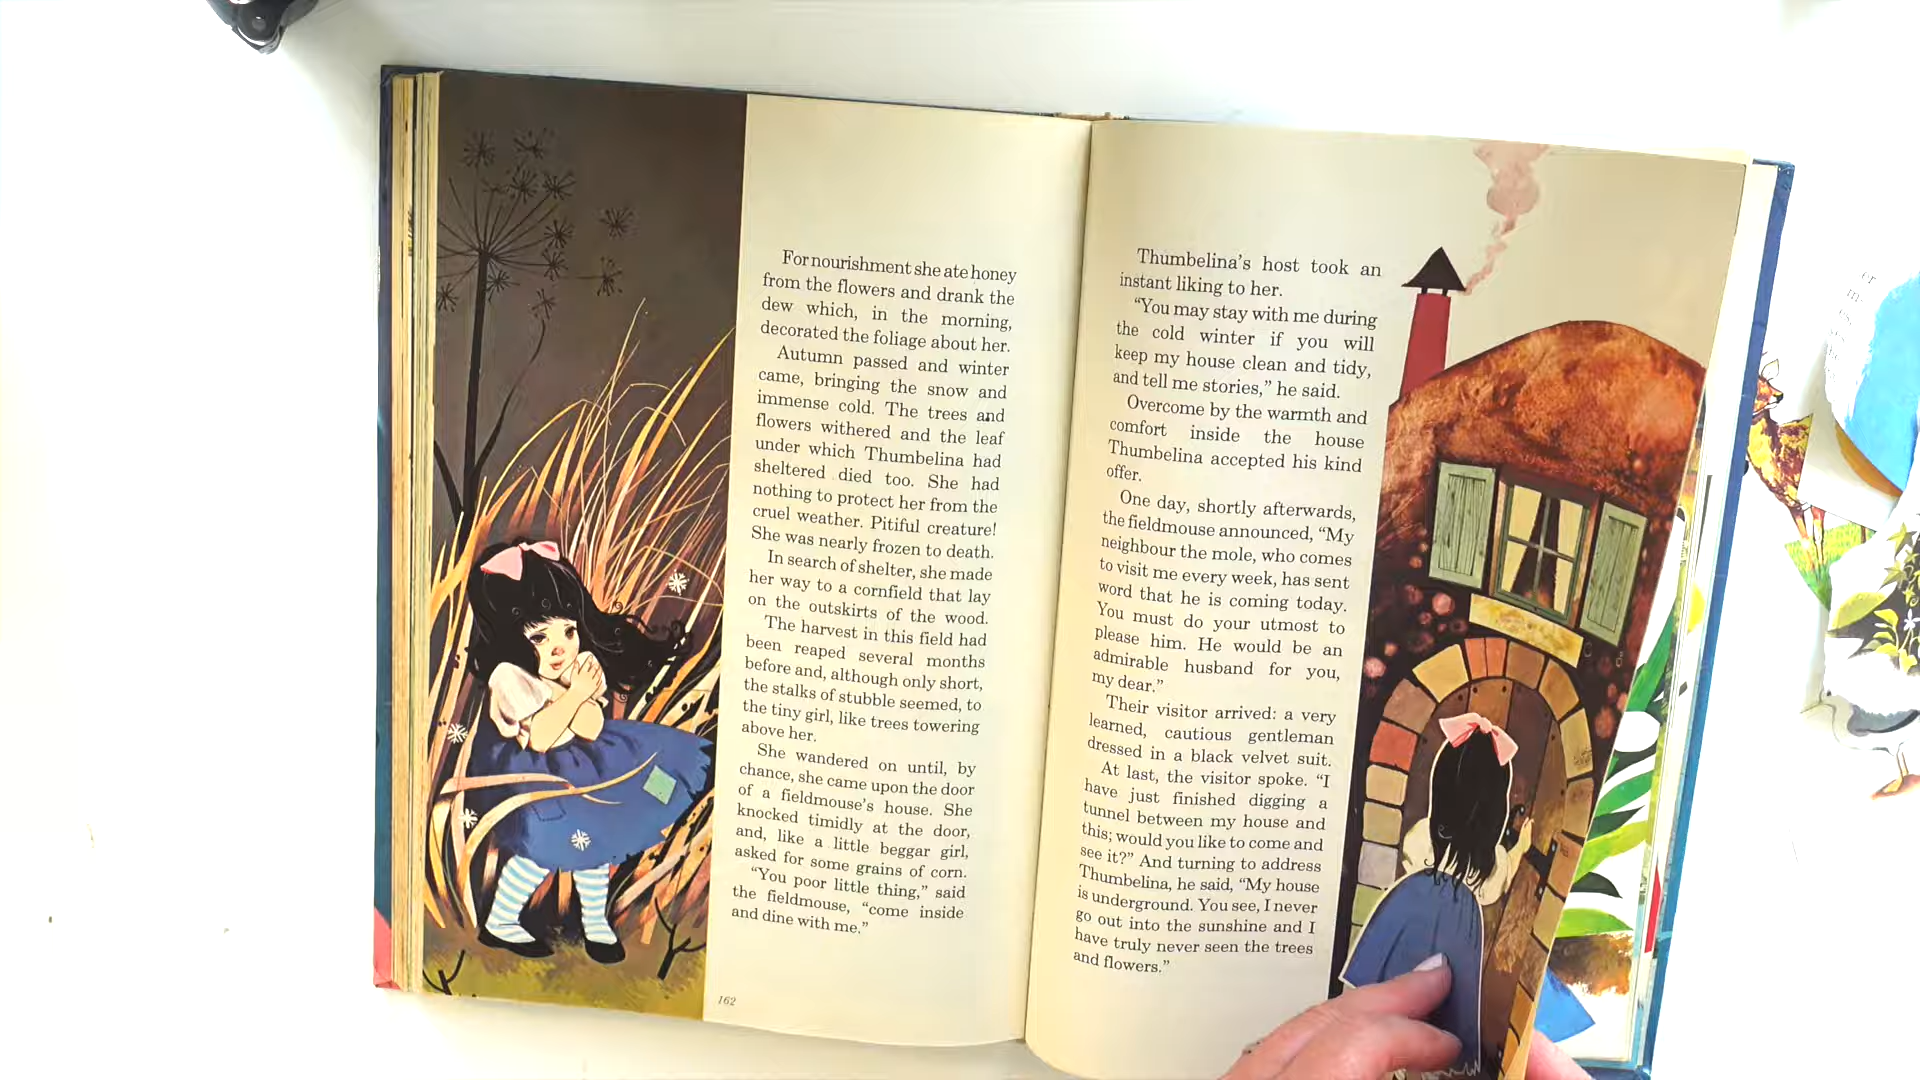 For nourishment she ate honey
from the flowers and drank the
dew which, in the morning,
decorated the foliage about her.
Autumn passed and winter
came, bringing the snow and
immense cold. The trees and
flowers withered and the leaf
under which Thumbelina had
sheltered died too. She had
nothing to protect her from the
cruel weather. Pitiful creature!
She was nearly frozen to death.
In search of shelter, she made
her way to a cornfield that lay
on the outskirts of the wood.
The harvest in this field had
been reaped several months
before and, although only short,
the stalks of stubble seemed, to
the tiny girl, like trees towering
above her.
She wandered on until, by
chance, she came upon the door
of a fieldmouse's house. She
knocked timidly at the door,
and, like a little beggar girl,
asked for some grains of corn.
"You poor little thing," said
the fieldmouse, "come inside
and dine with me."
162
Thumbelina's host took an
instant liking to her.
"You may stay with me during
the cold winter if you will
keep my house clean and tidy,
and tell me stories," he said.
Overcome by the warmth and
comfort inside the house
Thumbelina accepted his kind
offer.
One day, shortly afterwards,
the fieldmouse announced, "My
neighbour the mole, who comes
to visit me every week, has sent
word that he is coming today.
You must do your utmost to
please him. He would be an
admirable husband for you,
my dear."
Their visitor arrived: a very
learned, cautious gentleman
dressed in a black velvet suit.
At last, the visitor spoke. "I
have just finished digging a
tunnel between my house and
this; would you like to come and
see it?" And turning to address
Thumbelina, he said, "My house
is underground. You see, I never
go out into the sunshine and I
have truly never seen the trees
and flowers."